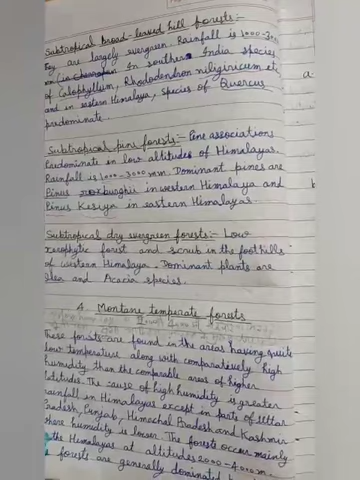 Subtropical broad-leaved hill forests:-
They are largely evergreen. Rainfall is 1000-
mm In southern India species
of Calophyllum, Rhododendron niligiricum etc
and in eastern Himalaya, species of Quercus
predominate.
Subtropical pine forests:- Pine associations
Predominate in low altitudes of Himalayas.
Rainfall is 1000-3000 mm. Dominant pines are
Pinus roxburghii in western Himalaya and
Pinus Kesiya in eastern Himalayas.
Subtropical dry evergreen forests:- Low
xerophytic forest and scrub in the foothills
of western Himalaya. Dominant plants are
Olea and Acacia species.
4. Montane temperate forests
These forests are found in the areas having quite
low temperature along with comparatively high
humidity than the comparable areas of higher
latitudes. The cause of high humidity is greater
rainfall in Himalayas except in parts of Uttar
Pradesh, Punjab, Himachal Pradesh and Kashmir
where humidity is lower. The forests occur mainly
the Himalayas at altitudes 2000-4000m.
forests are generally dominated
a
b